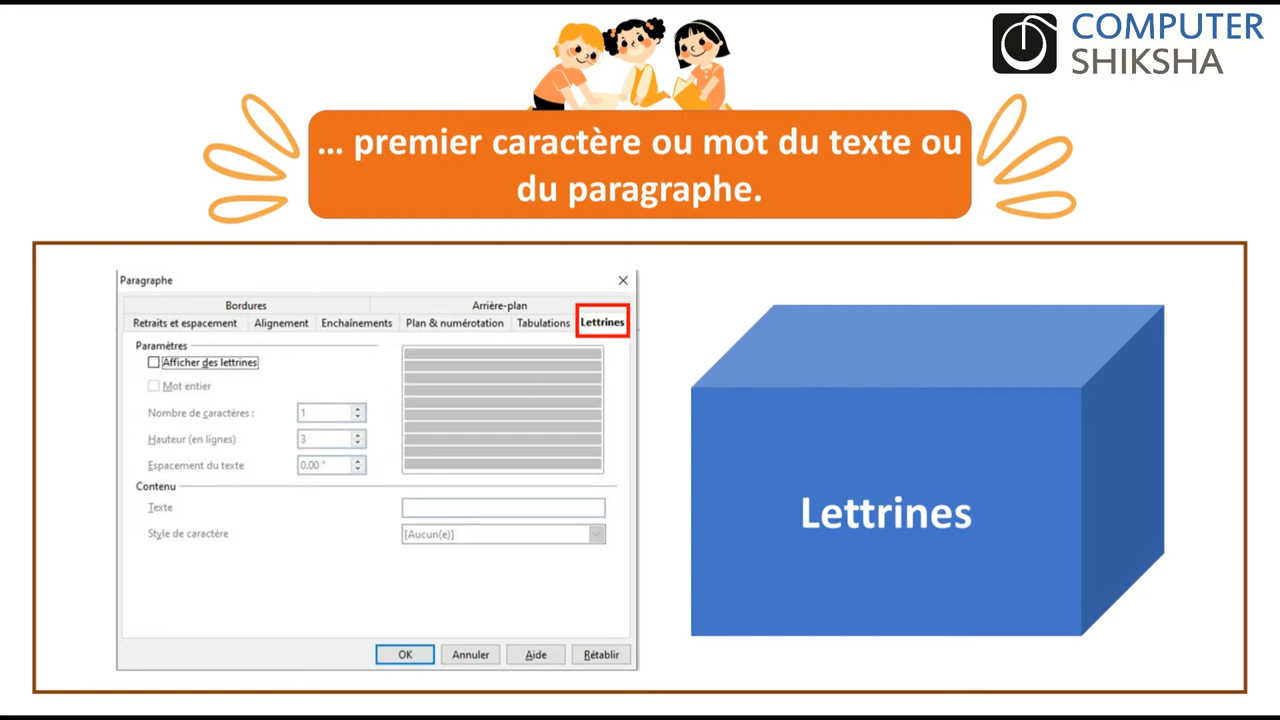 COMPUTER
SHIKSHA
... premier caractère ou mot du texte ou
du paragraphe.
Paragraphe
Bordures
Arrière-plan
Retraits et espacement
Alignement
Enchaînements
Plan & numérotation
Tabulations
Lettrines
Paramètres
Afficher des lettrines
Mot entier
Nombre de caractères :
1
Hauteur (en lignes)
3
Espacement du texte
0.00 "
Contenu
Texte
Style de caractère
[Aucun(e)]
OK
Annuler
Aide
Rétablir
Lettrines